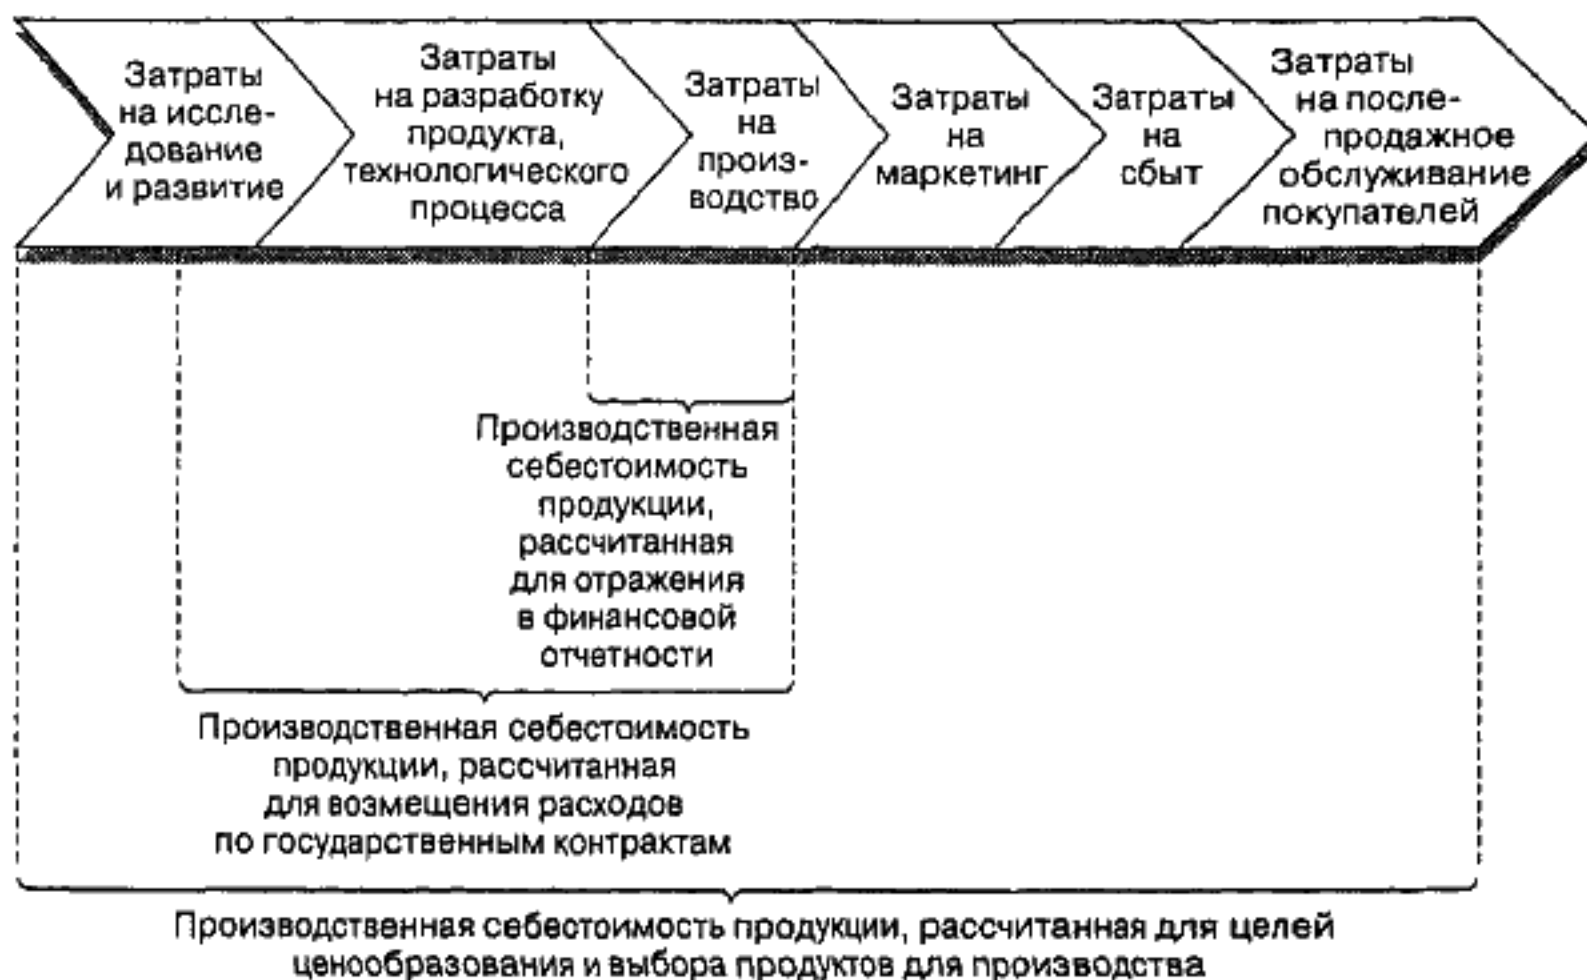 Затраты
на иссле-
дование
и развитие
Затраты
на разработку
продукта,
технологического
процесса
Затраты
на
произ-
водство
Затраты
на
маркетинг
Затраты
на
сбыт
Затраты
на после-
продажное
обслуживание
покупателей
Производственная
себестоимость
продукции,
рассчитанная
для отражения
в финансовой
отчетности
Производственная себестоимость
продукции, рассчитанная
для возмещения расходов
по государственным контрактам
Производственная себестоимость продукции, рассчитанная для целей
ценообразования и выбора продуктов для производства